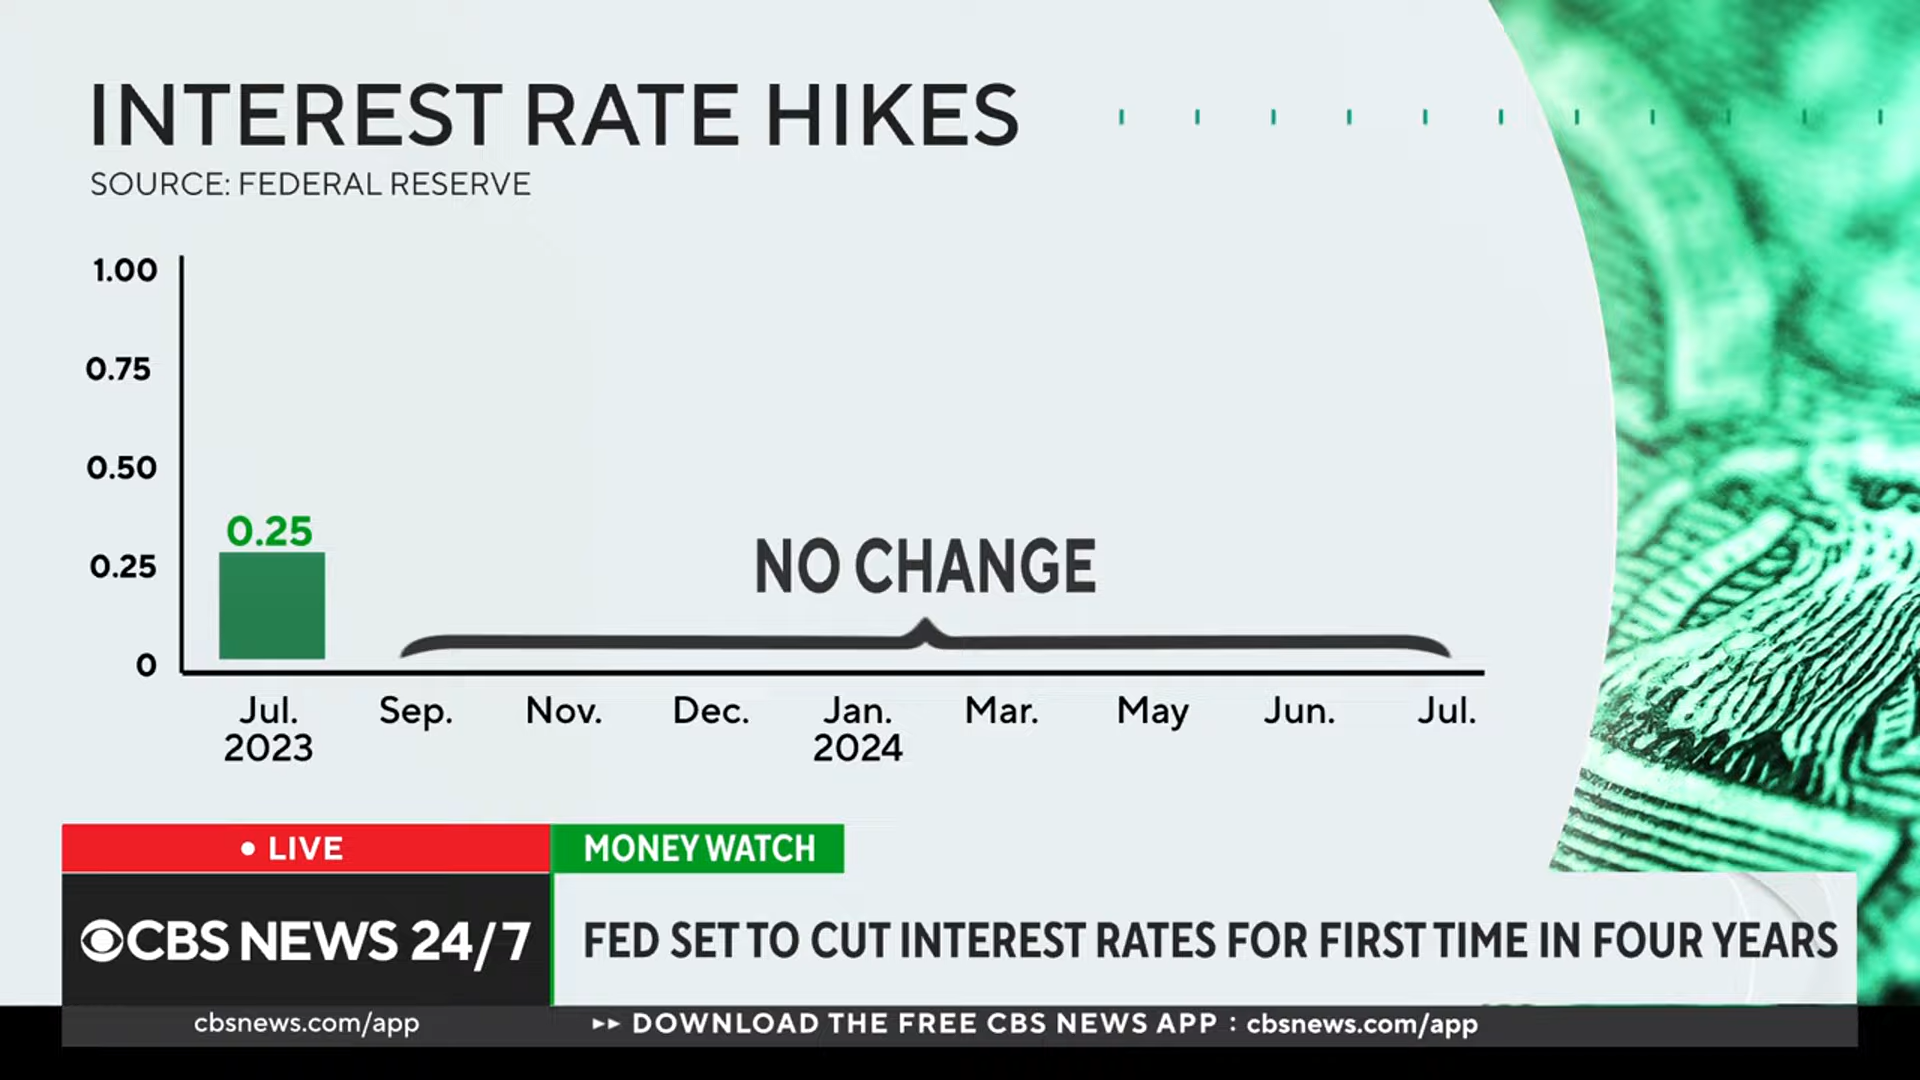 INTEREST RATE HIKES
SOURCE: FEDERAL RESERVE
1.00
0.75
0.50
0.25
0
0.25
NO CHANGE
Jul. Sep. Nov. Dec. Jan. Mar. May Jun. Jul.
2023 2024
• LIVE
MONEY WATCH
CBS NEWS 24/7
FED SET TO CUT INTEREST RATES FOR FIRST TIME IN FOUR YEARS
cbsnews.com/app
DOWNLOAD THE FREE CBS NEWS APP : cbsnews.com/app